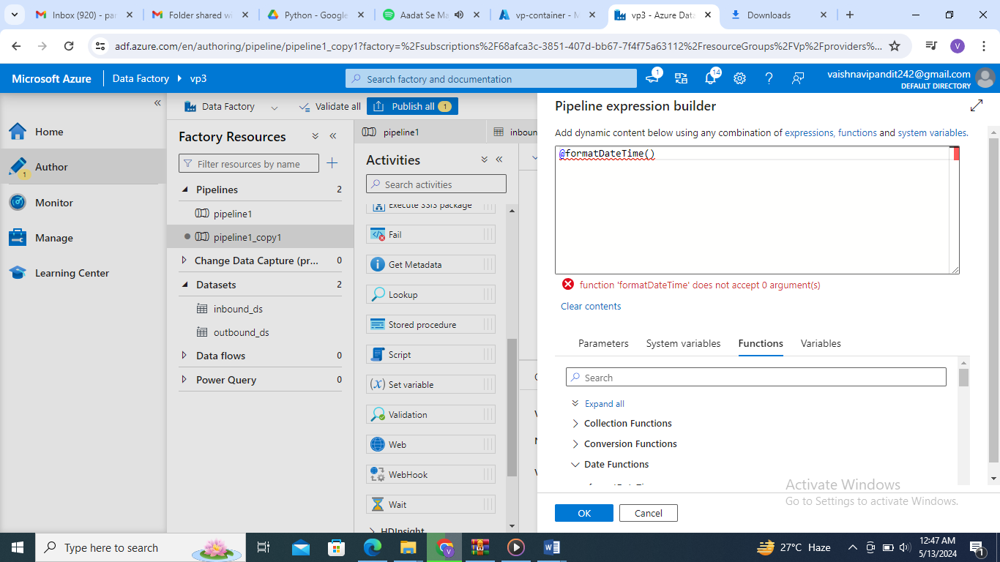 Inbox (920) - pa
Folder shared wi
Python - Google
Aadat Se Ma
vp-container - M
vp3 - Azure Data
Downloads
adf.azure.com/en/authoring/pipeline/pipeline1_copy1?factory=%2Fsubscriptions%2F68afca3c-3851-407d-bb67-7f4f75a63112%2FresourceGroups%2FVp%2Fproviders%...
V
Microsoft Azure
Data Factory
vp3
Search factory and documentation
1
14
vaishnavipandit242@gmail.com
DEFAULT DIRECTORY
Home
Author
1
Monitor
Manage
Learning Center
Data Factory
Validate all
Publish all 1
Factory Resources
Filter resources by name
Pipelines 2
pipeline1
pipeline1_copy1
Change Data Capture (pr... 0
Datasets 2
inbound_ds
outbound_ds
Data flows 0
Power Query 0
pipeline1
inboun
Activities
Search activities
Execute SSIS package
Fail
Get Metadata
Lookup
Stored procedure
Script
(x) Set variable
Validation
Web
WebHook
Wait
HDInsight
Pipeline expression builder
Add dynamic content below using any combination of expressions, functions and system variables.
@formatDateTime()
function 'formatDateTime' does not accept 0 argument(s)
Clear contents
Parameters
System variables
Functions
Variables
Search
Expand all
Collection Functions
Conversion Functions
Date Functions
Activate Windows
Go to Settings to activate Windows.
OK
Cancel
Type here to search
27°C Haze
12:47 AM
5/13/2024
1